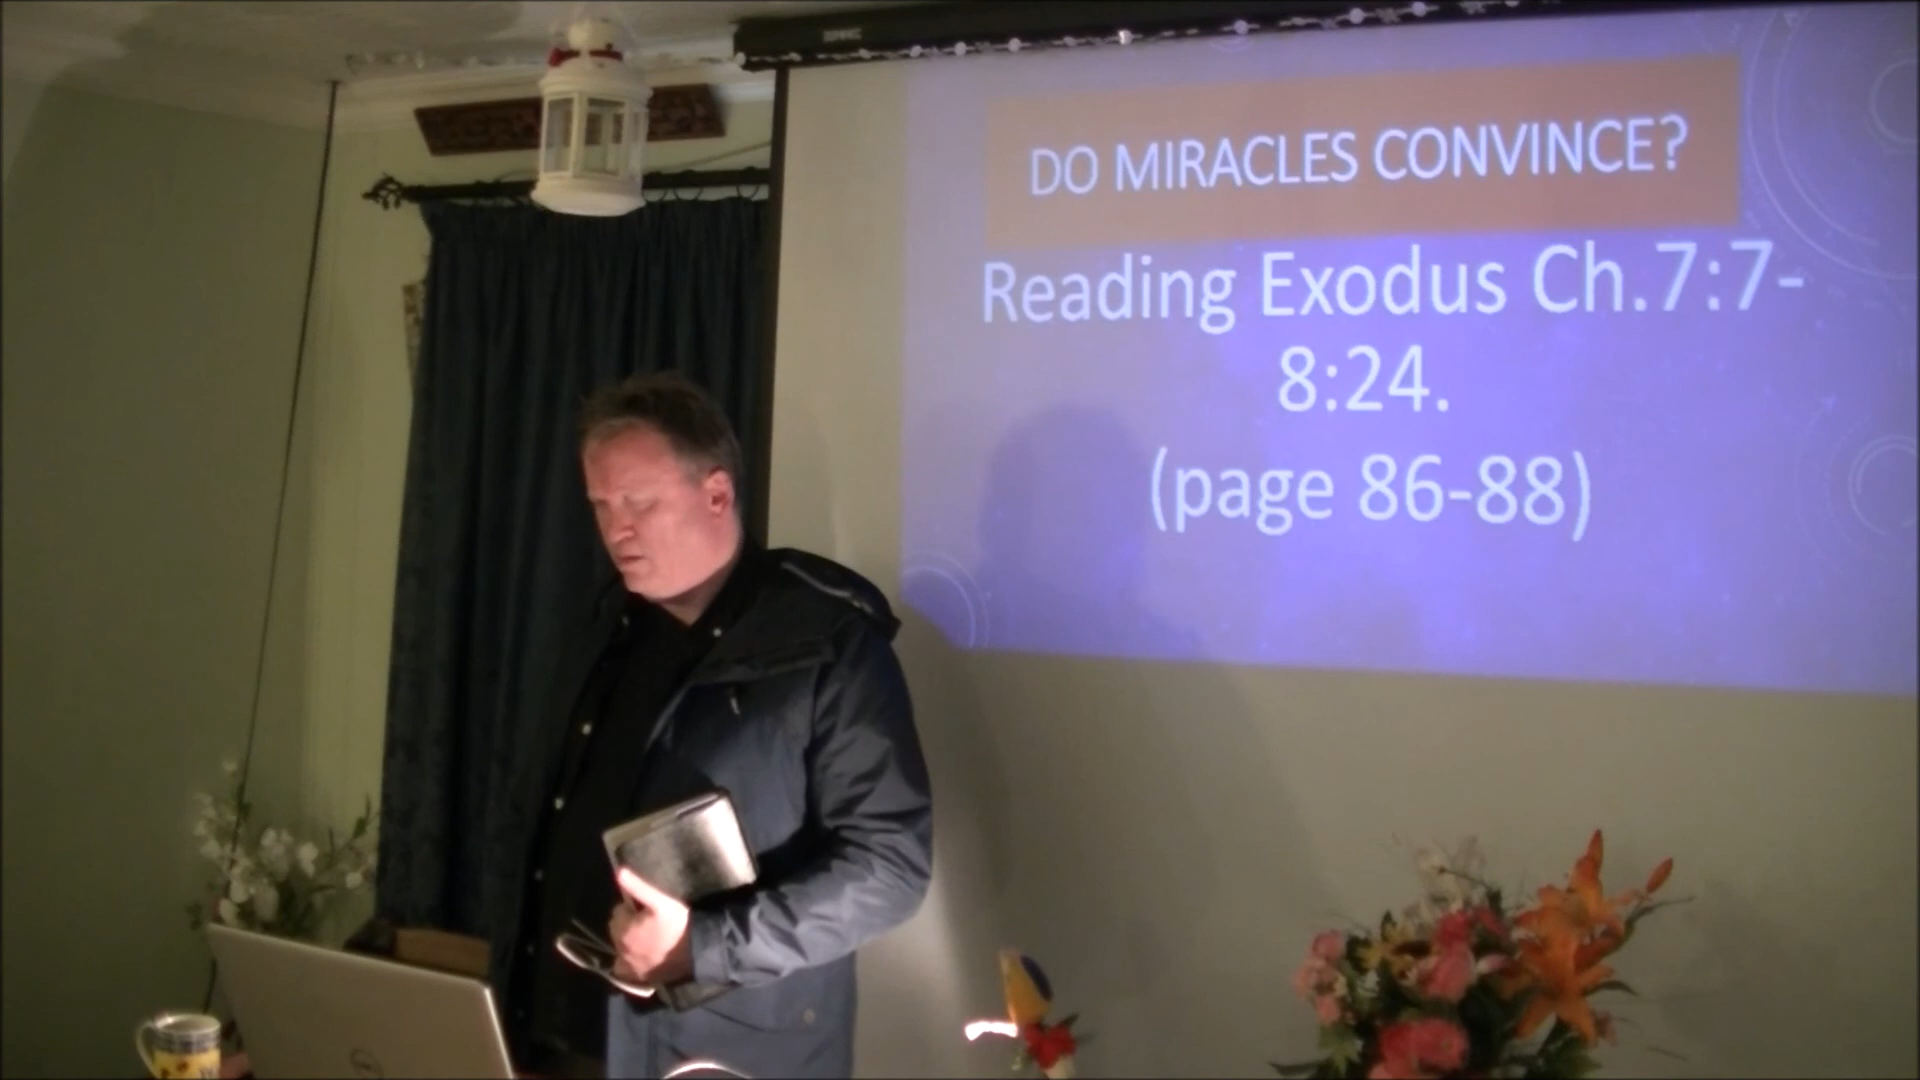 DO MIRACLES CONVINCE?
Reading Exodus Ch.7:7-
8:24.
(page 86-88)